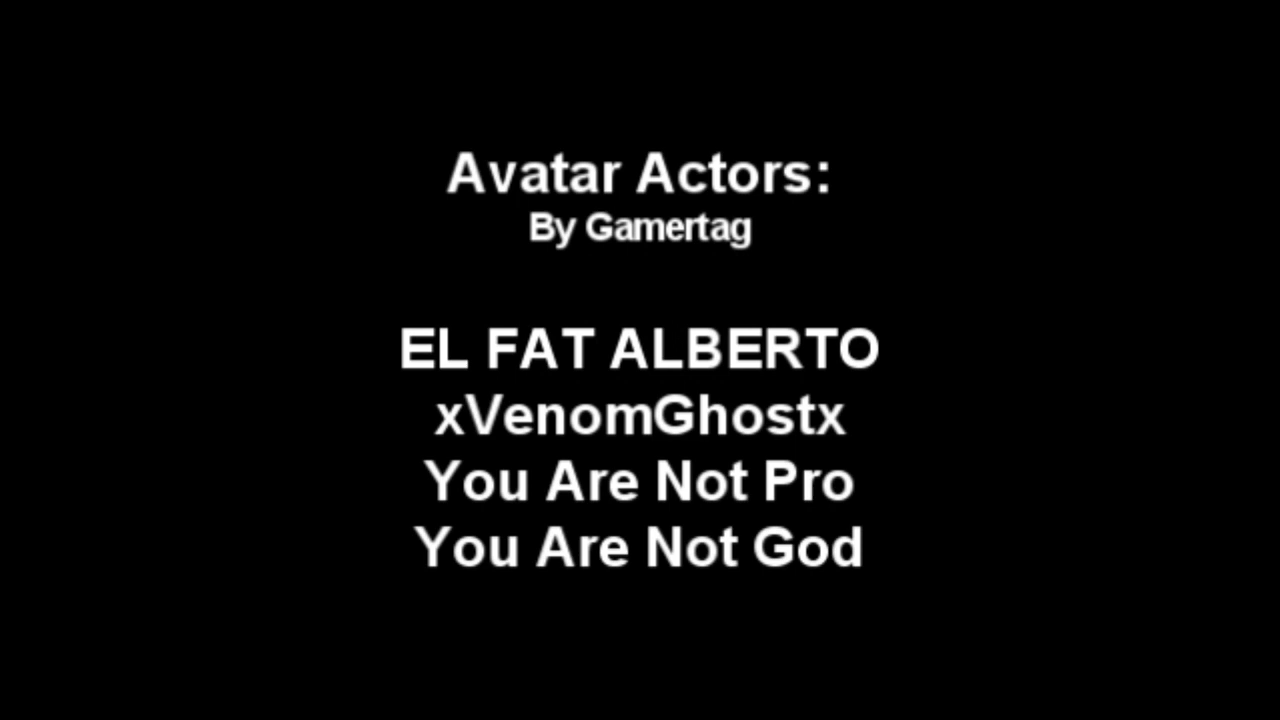 Avatar Actors:
By Gamertag
EL FAT ALBERTO
xVenomGhostx
You Are Not Pro
You Are Not God